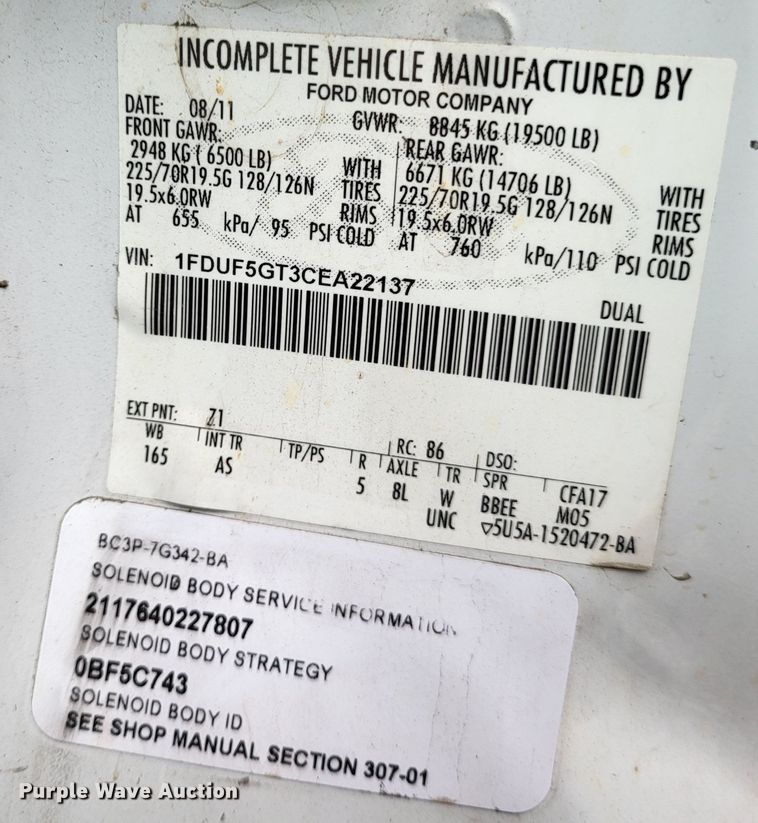 INCOMPLETE VEHICLE MANUFACTURED BY
FORD MOTOR COMPANY
DATE: 08/11 GVWR: 8845 KG (19500 LB)
FRONT GAWR: REAR GAWR:
2948 KG ( 6500 LB) WITH 6671 KG (14706 LB) WITH
225/70R19.5G 128/126N TIRES 225/70R19.5G 128/126N TIRES
19.5x6.0RW RIMS 19.5x6.0RW RIMS
AT 655 kPa/ 95 PSI COLD AT 760 kPa/110 PSI COLD
VIN: 1FDUF5GT3CEA22137
DUAL
EXT PNT: Z1 RC: 86 DSO:
WB INT TR TP/PS R AXLE TR SPR CFA17
165 AS 5 8L W BBEE M05
UNC ▽5U5A-1520472-BA
BC3P-7G342-BA
SOLENOID BODY SERVICE INFORMATION
2117640227807
SOLENOID BODY STRATEGY
0BF5C743
SOLENOID BODY ID
SEE SHOP MANUAL SECTION 307-01
Purple Wave Auction